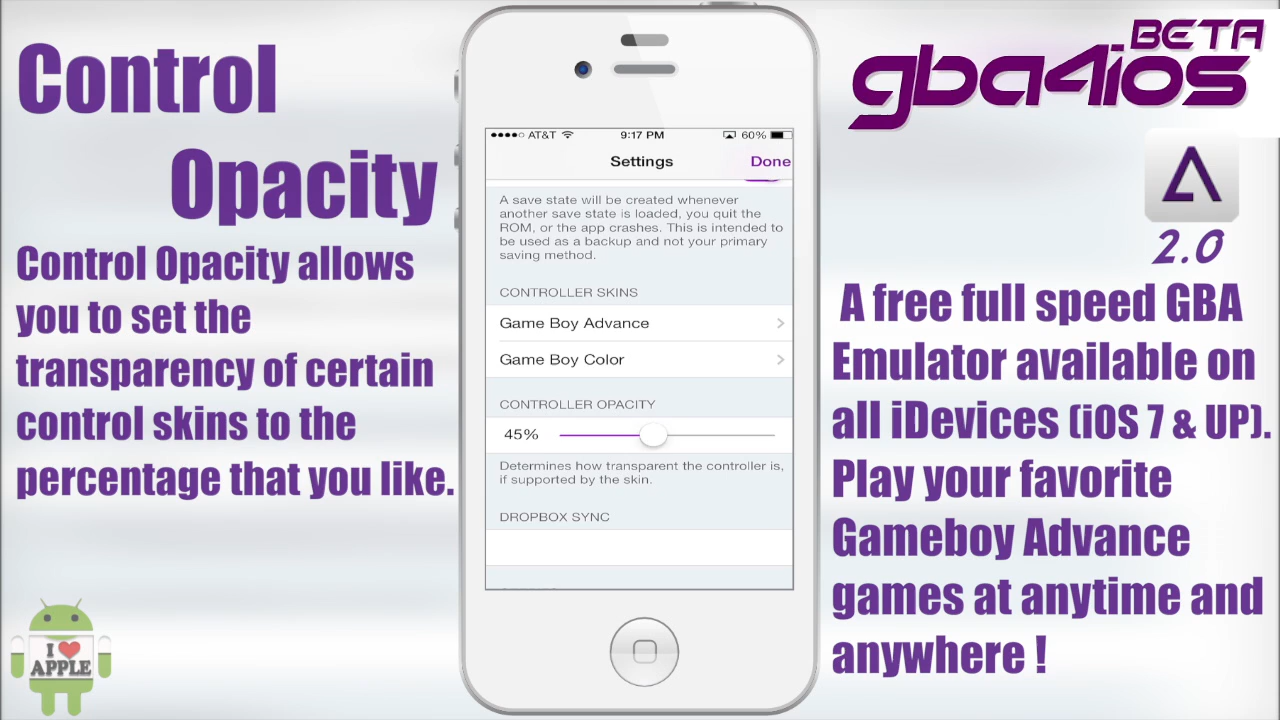 Control
Opacity
Control Opacity allows
you to set the
transparency of certain
control skins to the
percentage that you like.
I
APPLE
AT&T
9:17 PM
60%
Settings
Done
A save state will be created whenever
another save state is loaded, you quit the
ROM, or the app crashes. This is intended to
be used as a backup and not your primary
saving method.
CONTROLLER SKINS
Game Boy Advance
Game Boy Color
CONTROLLER OPACITY
45%
Determines how transparent the controller is,
if supported by the skin.
DROPBOX SYNC
BETA
gba4ios
2.0
A free full speed GBA
Emulator available on
all iDevices (iOS 7 & UP).
Play your favorite
Gameboy Advance
games at anytime and
anywhere !